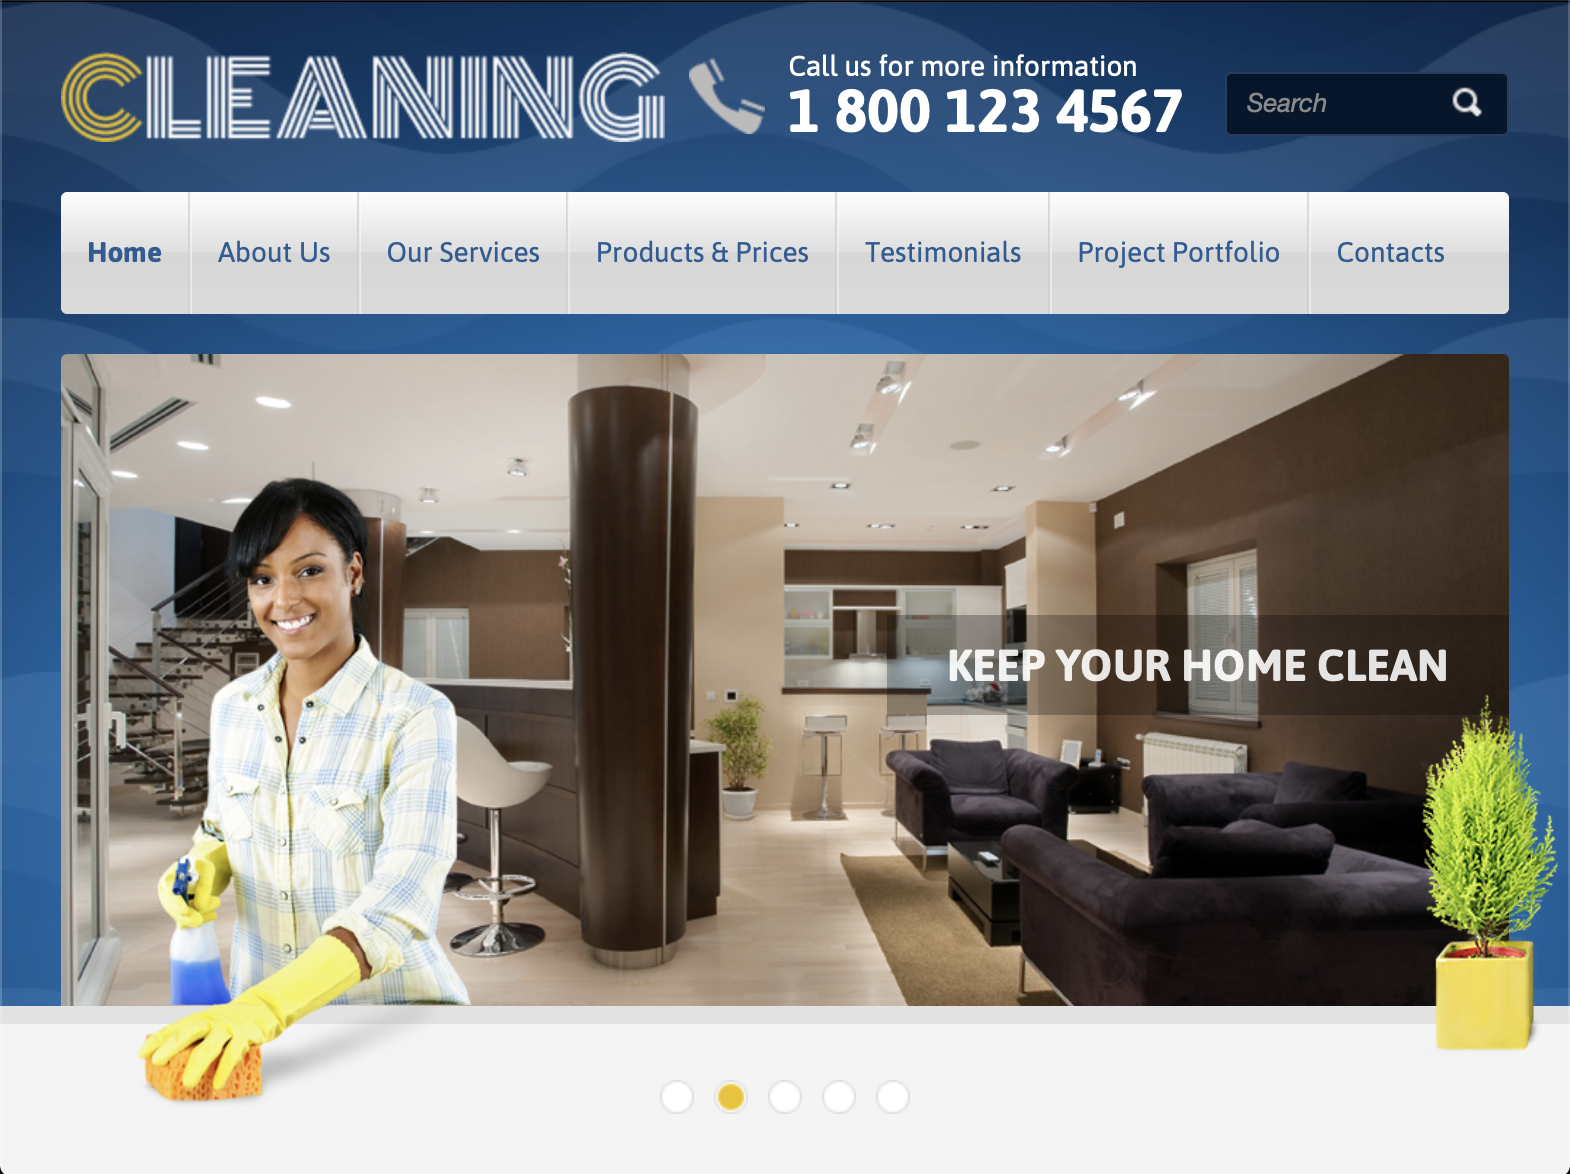 CLEANING
Call us for more information
1 800 123 4567
Search
Home
About Us
Our Services
Products & Prices
Testimonials
Project Portfolio
Contacts
KEEP YOUR HOME CLEAN